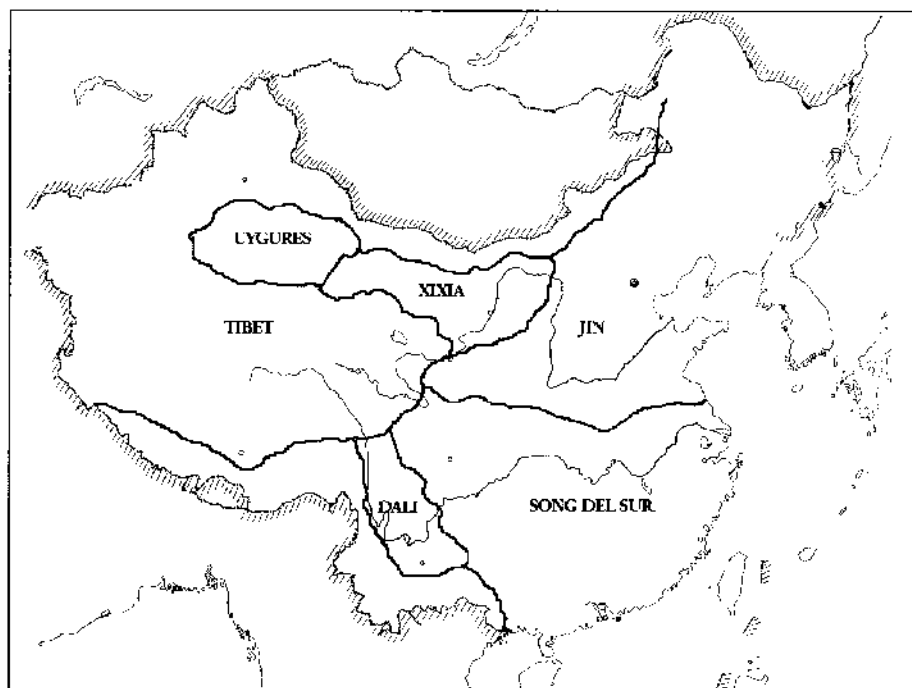 UYGURES
XIXIA
TIBET
JIN
DALI
SONG DEL SUR